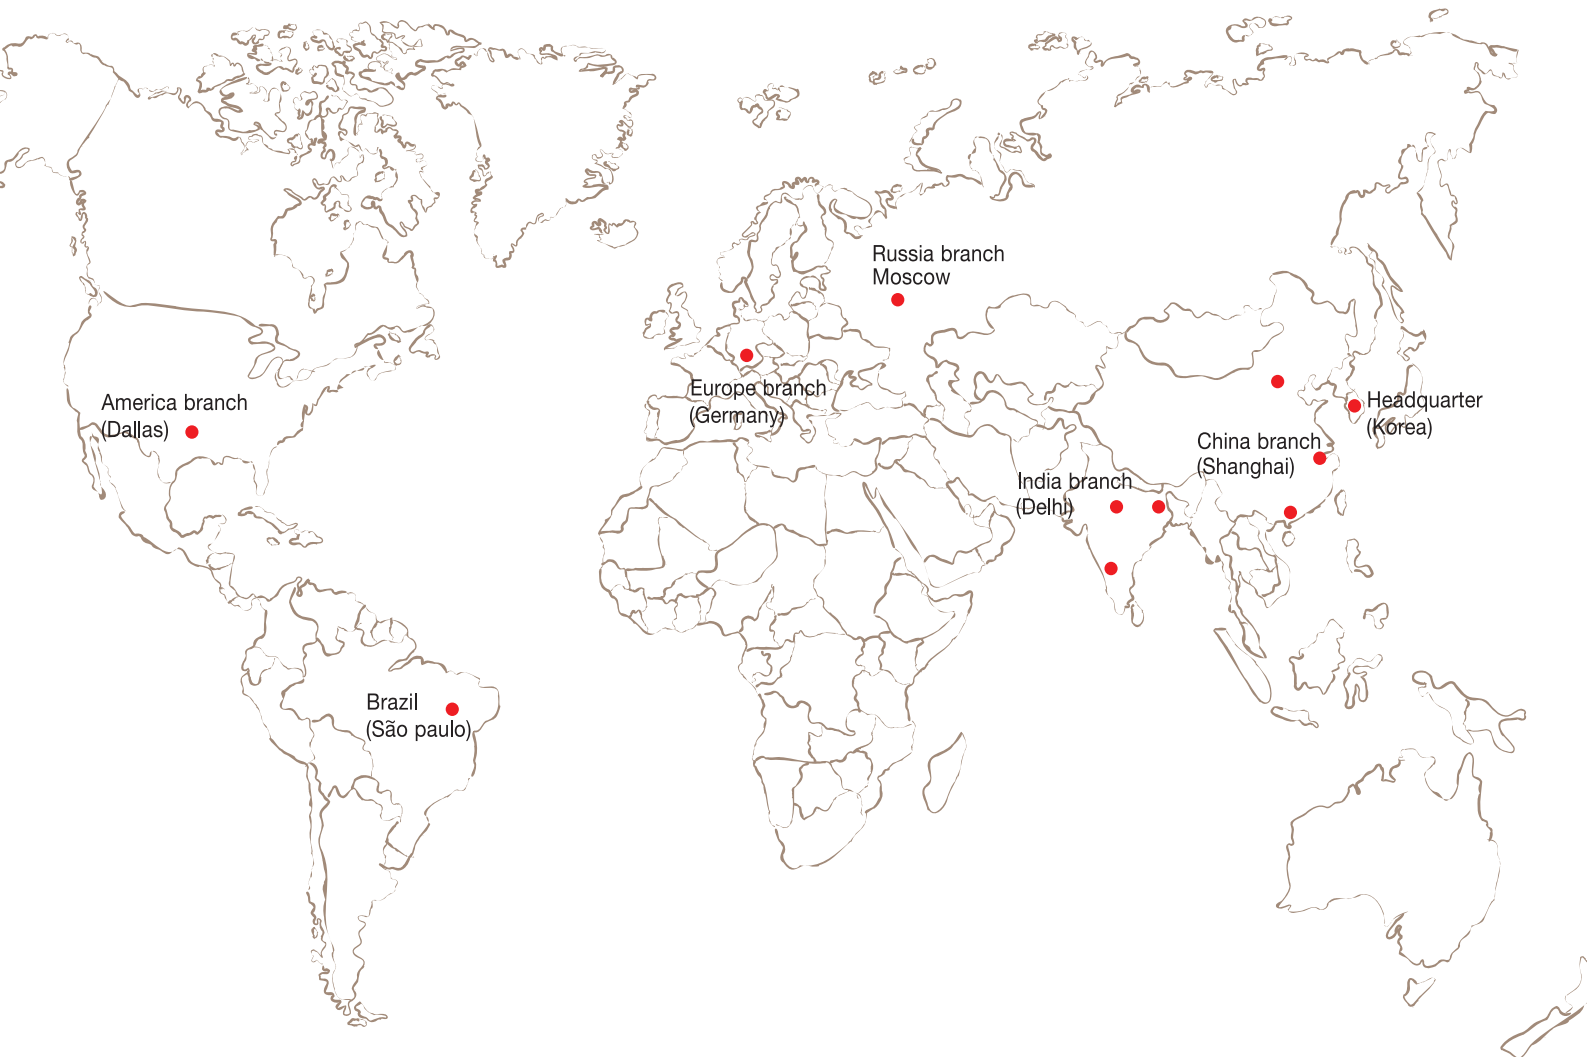 Russia branch
Moscow
Europe branch
(Germany)
America branch
(Dallas)
Headquarter
(Korea)
China branch
(Shanghai)
India branch
(Delhi)
Brazil
(São paulo)